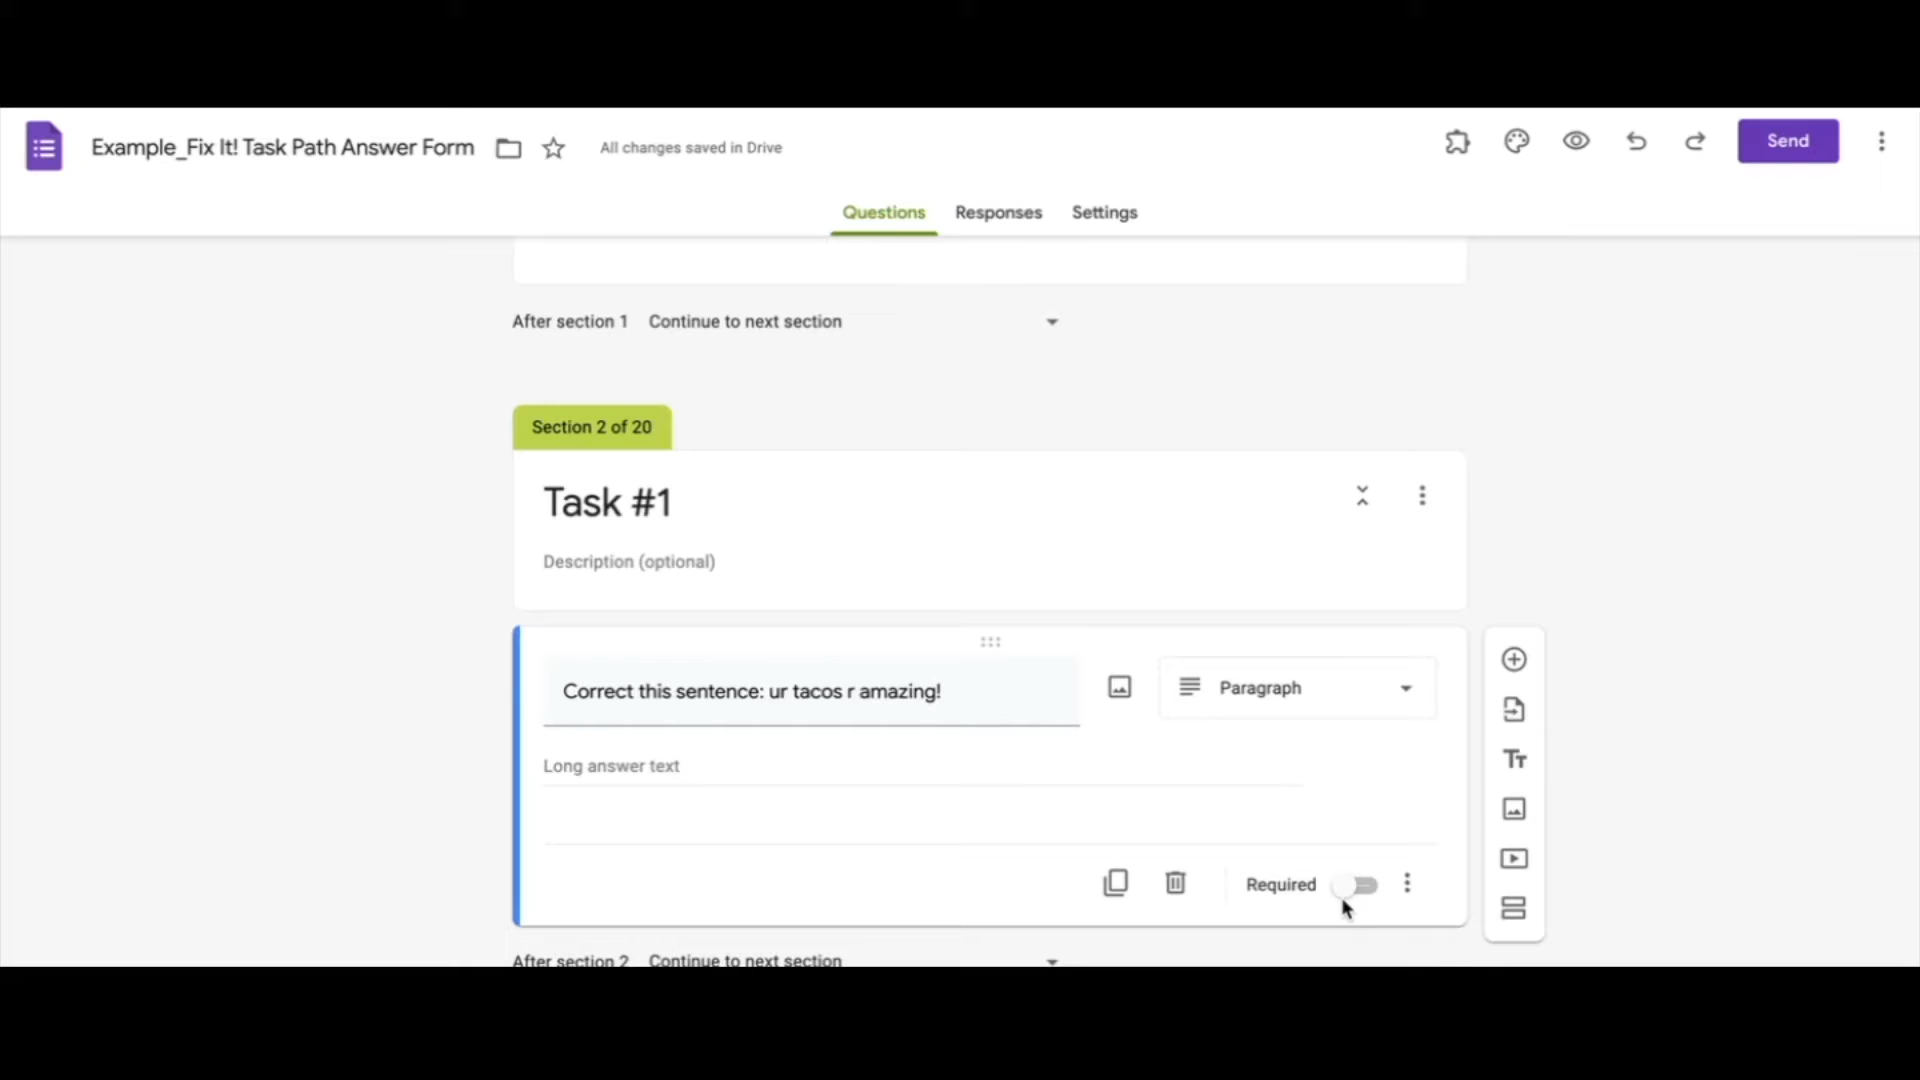 Example_Fix It! Task Path Answer Form
All changes saved in Drive
Send
Questions Responses Settings
After section 1 Continue to next section
Section 2 of 20
Task #1
Description (optional)
Correct this sentence: ur tacos r amazing!
Paragraph
Long answer text
Required
After section 2 Continue to next section